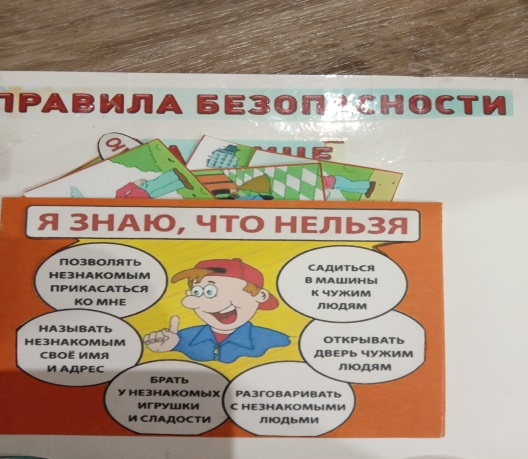 ПРАВИЛА БЕЗОПАСНОСТИ
Я ЗНАЮ, ЧТО НЕЛЬЗЯ
ПОЗВОЛЯТЬ
НЕЗНАКОМЫМ
ПРИКАСАТЬСЯ
КО МНЕ
САДИТЬСЯ
В МАШИНЫ
К ЧУЖИМ
ЛЮДЯМ
НАЗЫВАТЬ
НЕЗНАКОМЫМ
СВОЁ ИМЯ
И АДРЕС
ОТКРЫВАТЬ
ДВЕРЬ ЧУЖИМ
ЛЮДЯМ
БРАТЬ
У НЕЗНАКОМЫХ
ИГРУШКИ
И СЛАДОСТИ
РАЗГОВАРИВАТЬ
С НЕЗНАКОМЫМИ
ЛЮДЬМИ